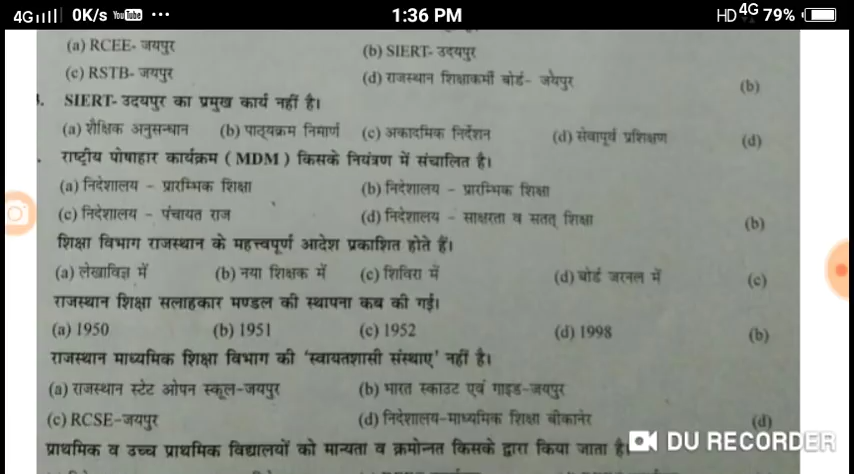 4G 0K/s YouTube ... 1:36 PM HD 4G 79%
(a) RCEE- जयपुर (b) SIERT- उदयपुर
(c) RSTB- जयपुर (d) राजस्थान शिक्षाकर्मी बोर्ड- जयपुर (b)
SIERT- उदयपुर का प्रमुख कार्य नहीं है।
(a) शैक्षिक अनुसन्धान (b) पाठ्यक्रम निमार्ण (c) अकादमिक निर्देशन (d) सेवापूर्व प्रशिक्षण (d)
राष्ट्रीय पोषाहार कार्यक्रम ( MDM ) किसके नियंत्रण में संचालित है।
(a) निदेशालय - प्रारम्भिक शिक्षा (b) निदेशालय - प्रारम्भिक शिक्षा
(c) निदेशालय - पंचायत राज (d) निदेशालय - साक्षरता व सतत् शिक्षा (b)
शिक्षा विभाग राजस्थान के महत्त्वपूर्ण आदेश प्रकाशित होते हैं।
(a) लेखाविज्ञ में (b) नया शिक्षक में (c) शिविरा में (d) बोर्ड जरनल में (c)
राजस्थान शिक्षा सलाहकार मण्डल की स्थापना कब की गई।
(a) 1950 (b) 1951 (c) 1952 (d) 1998 (b)
राजस्थान माध्यमिक शिक्षा विभाग की 'स्वायतशासी संस्थाए' नहीं है।
(a) राजस्थान स्टेट ओपन स्कूल-जयपुर (b) भारत स्काउट एवं गाइड-जयपुर
(c) RCSE-जयपुर (d) निदेशालय-माध्यमिक शिक्षा बीकानेर (d)
प्राथमिक व उच्च प्राथमिक विद्यालयों को मान्यता व क्रमोन्नत किसके द्वारा किया जाता है
DU RECORDER